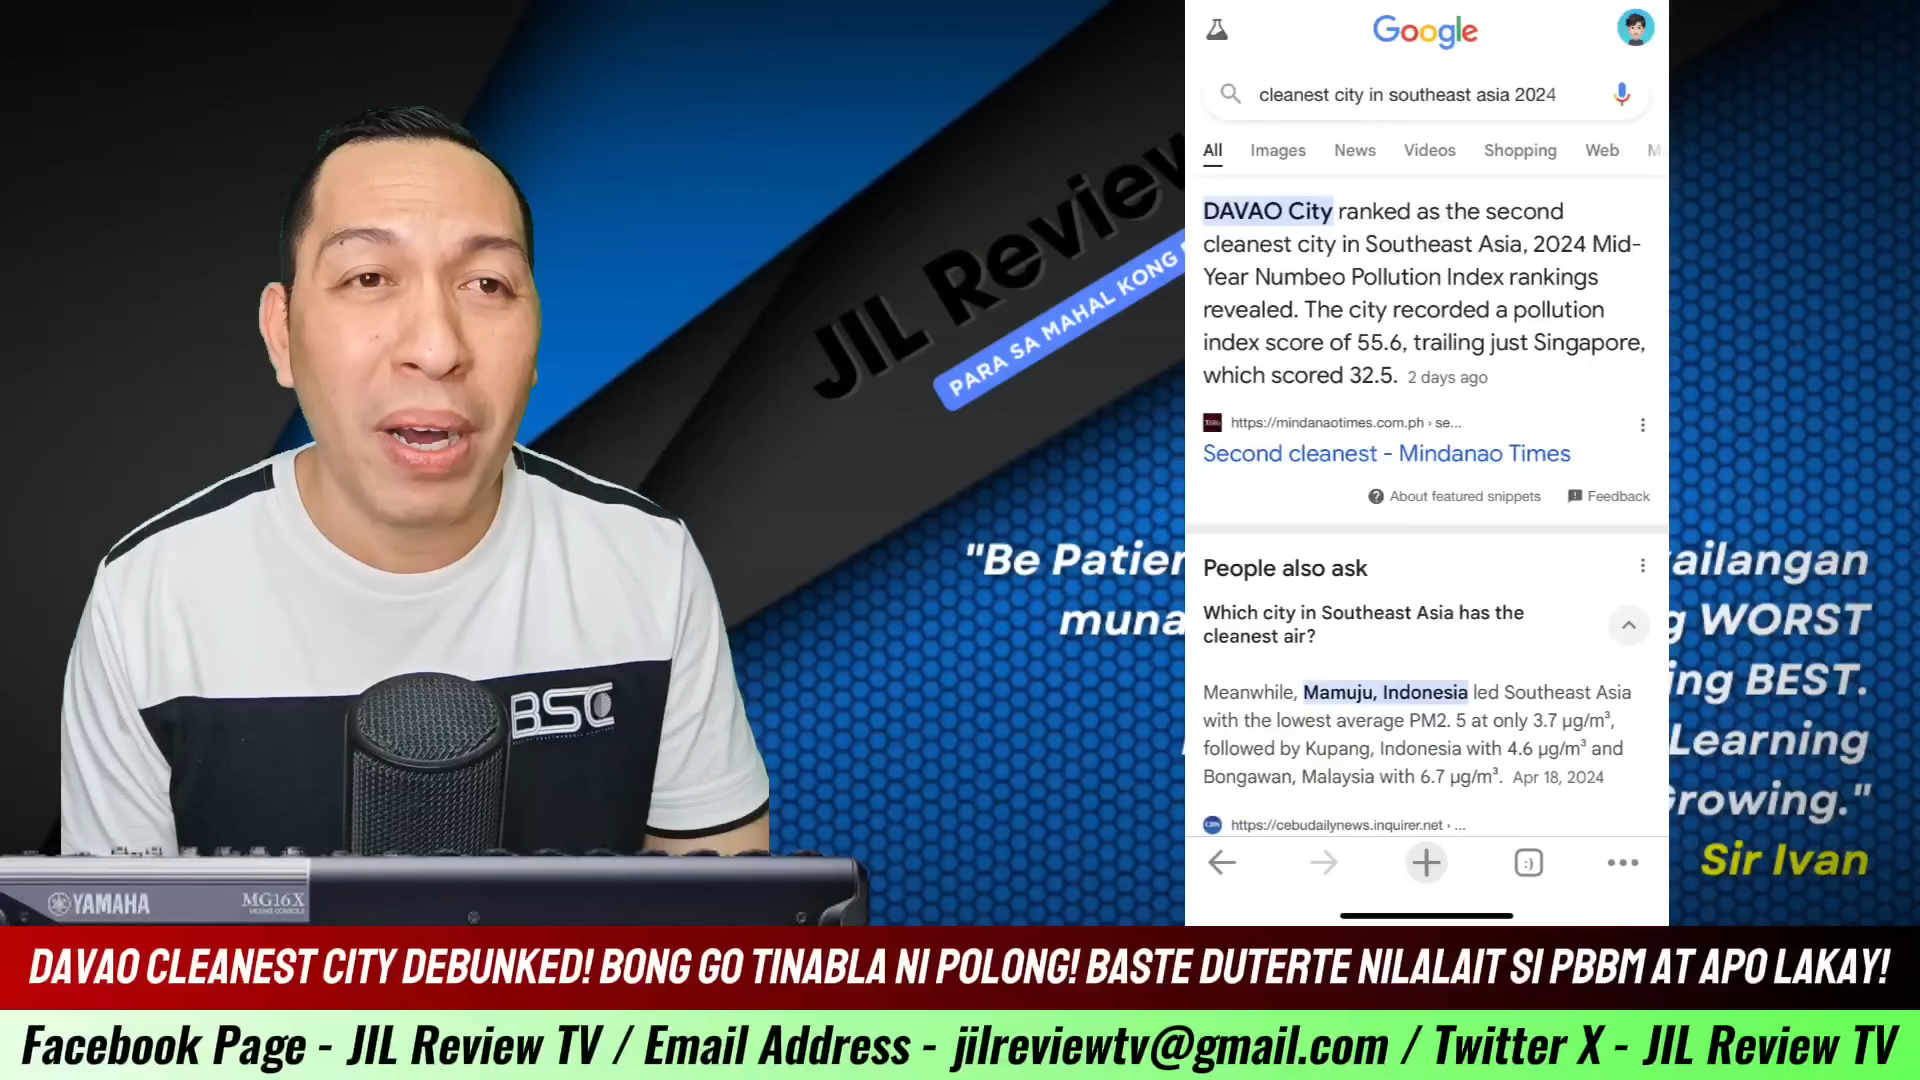 Google
cleanest city in southeast asia 2024
All Images News Videos Shopping Web
DAVAO City ranked as the second
cleanest city in Southeast Asia, 2024 Mid-
Year Numbeo Pollution Index rankings
revealed. The city recorded a pollution
index score of 55.6, trailing just Singapore,
which scored 32.5. 2 days ago
https://mindanaotimes.com.ph › se...
Second cleanest - Mindanao Times
About featured snippets Feedback
People also ask
Which city in Southeast Asia has the
cleanest air?
Meanwhile, Mamuju, Indonesia led Southeast Asia
with the lowest average PM2. 5 at only 3.7 µg/m³,
followed by Kupang, Indonesia with 4.6 µg/m³ and
Bongawan, Malaysia with 6.7 µg/m³. Apr 18, 2024
https://cebudailynews.inquirer.net › ...
JIL Review
PARA SA MAHAL KONG
"Be Patien
ailangan
muna
g WORST
ing BEST.
Learning
Growing."
Sir Ivan
BSC
YAMAHA
MG16X
DAVAO CLEANEST CITY DEBUNKED! BONG GO TINABLA NI POLONG! BASTE DUTERTE NILALAIT SI PBBM AT APO LAKAY!
Facebook Page - JIL Review TV / Email Address - jilreviewtv@gmail.com / Twitter X - JIL Review TV